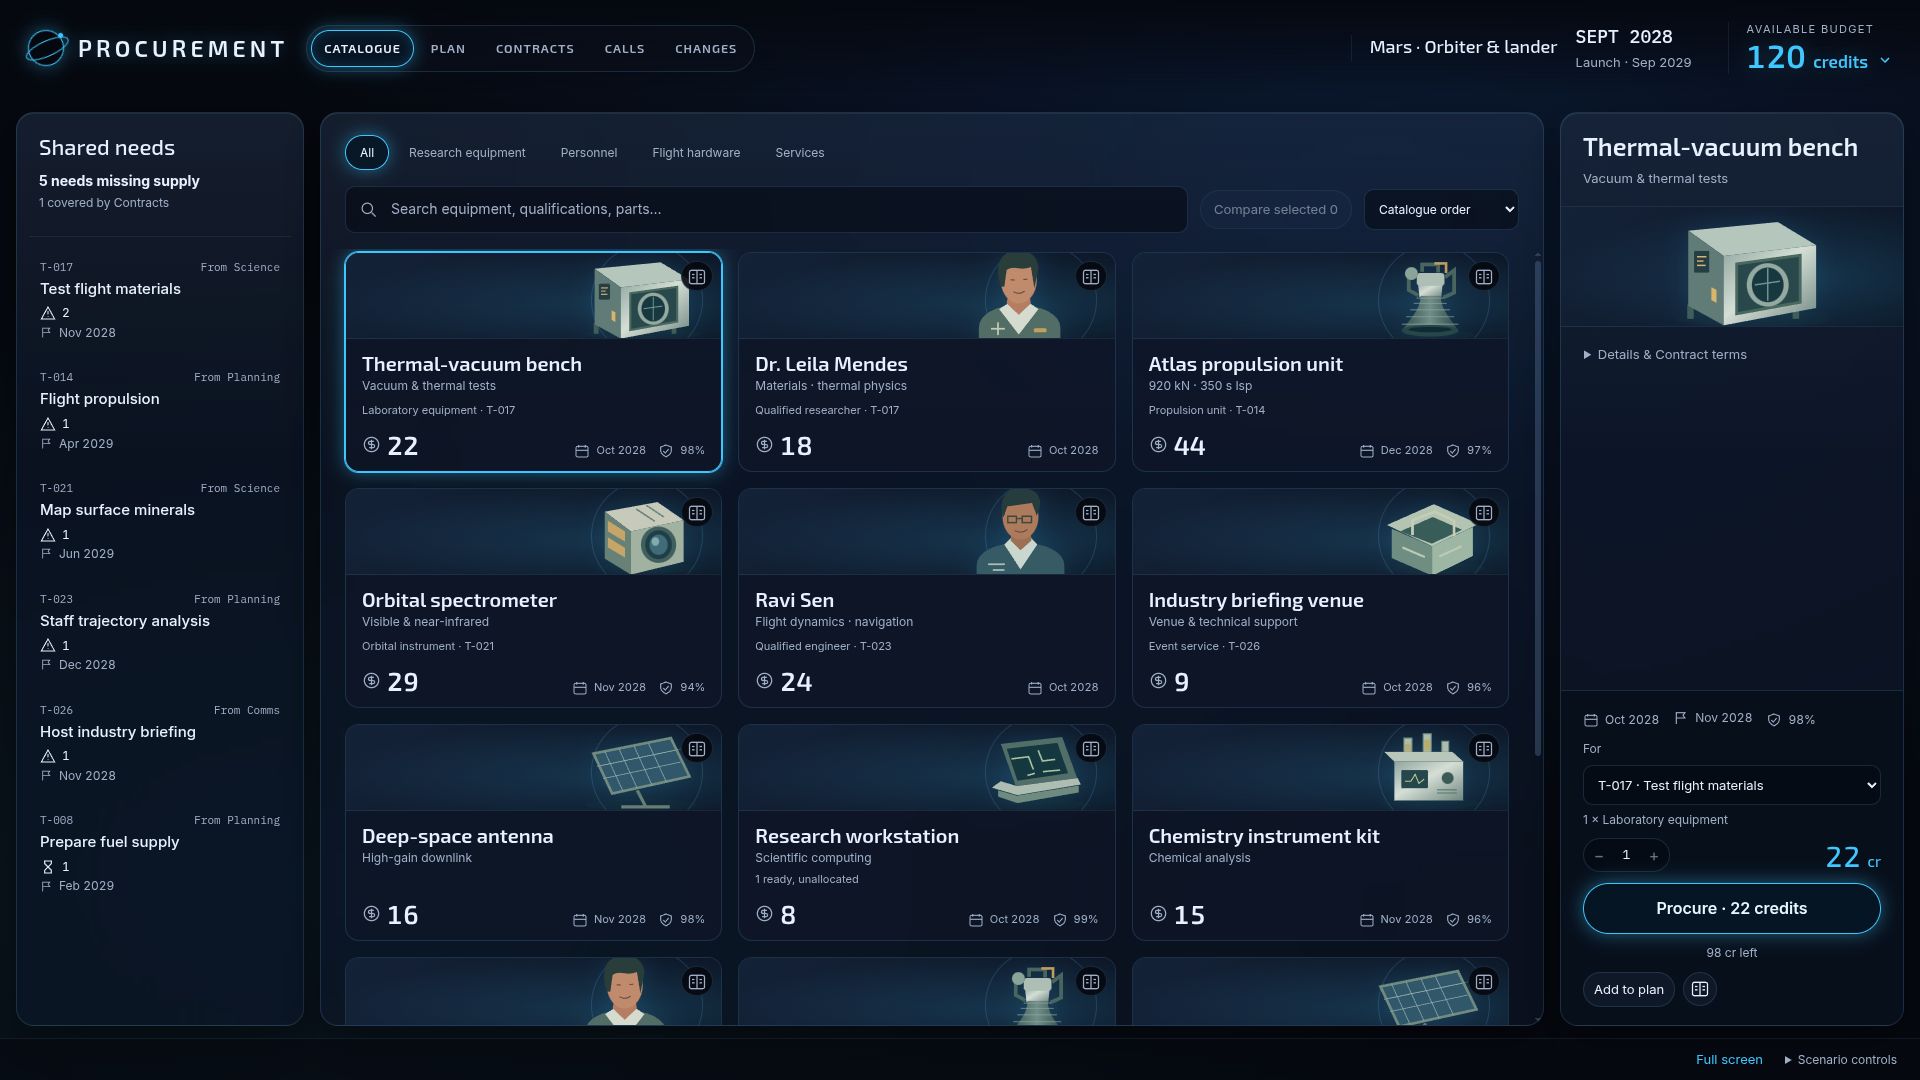 PROCUREMENT
CATALOGUE
PLAN
CONTRACTS
CALLS
CHANGES
Mars · Orbiter & lander
SEPT 2028
Launch · Sep 2029
AVAILABLE BUDGET
120 credits
Shared needs
5 needs missing supply
1 covered by Contracts
T-017 From Science
Test flight materials
2
Nov 2028
T-014 From Planning
Flight propulsion
1
Apr 2029
T-021 From Science
Map surface minerals
1
Jun 2029
T-023 From Planning
Staff trajectory analysis
1
Dec 2028
T-026 From Comms
Host industry briefing
1
Nov 2028
T-008 From Planning
Prepare fuel supply
1
Feb 2029
All
Research equipment
Personnel
Flight hardware
Services
Search equipment, qualifications, parts...
Compare selected 0
Catalogue order
Thermal-vacuum bench
Vacuum & thermal tests
Laboratory equipment · T-017
22 Oct 2028 98%
Dr. Leila Mendes
Materials · thermal physics
Qualified researcher · T-017
18 Oct 2028
Atlas propulsion unit
920 kN · 350 s Isp
Propulsion unit · T-014
44 Dec 2028 97%
Orbital spectrometer
Visible & near-infrared
Orbital instrument · T-021
29 Nov 2028 94%
Ravi Sen
Flight dynamics · navigation
Qualified engineer · T-023
24 Oct 2028
Industry briefing venue
Venue & technical support
Event service · T-026
9 Oct 2028 96%
Deep-space antenna
High-gain downlink
16 Nov 2028 98%
Research workstation
Scientific computing
1 ready, unallocated
8 Oct 2028 99%
Chemistry instrument kit
Chemical analysis
15 Nov 2028 96%
Thermal-vacuum bench
Vacuum & thermal tests
Details & Contract terms
Oct 2028 Nov 2028 98%
For
T-017 · Test flight materials
1 × Laboratory equipment
− 1 +
22 cr
Procure · 22 credits
98 cr left
Add to plan
Full screen
Scenario controls